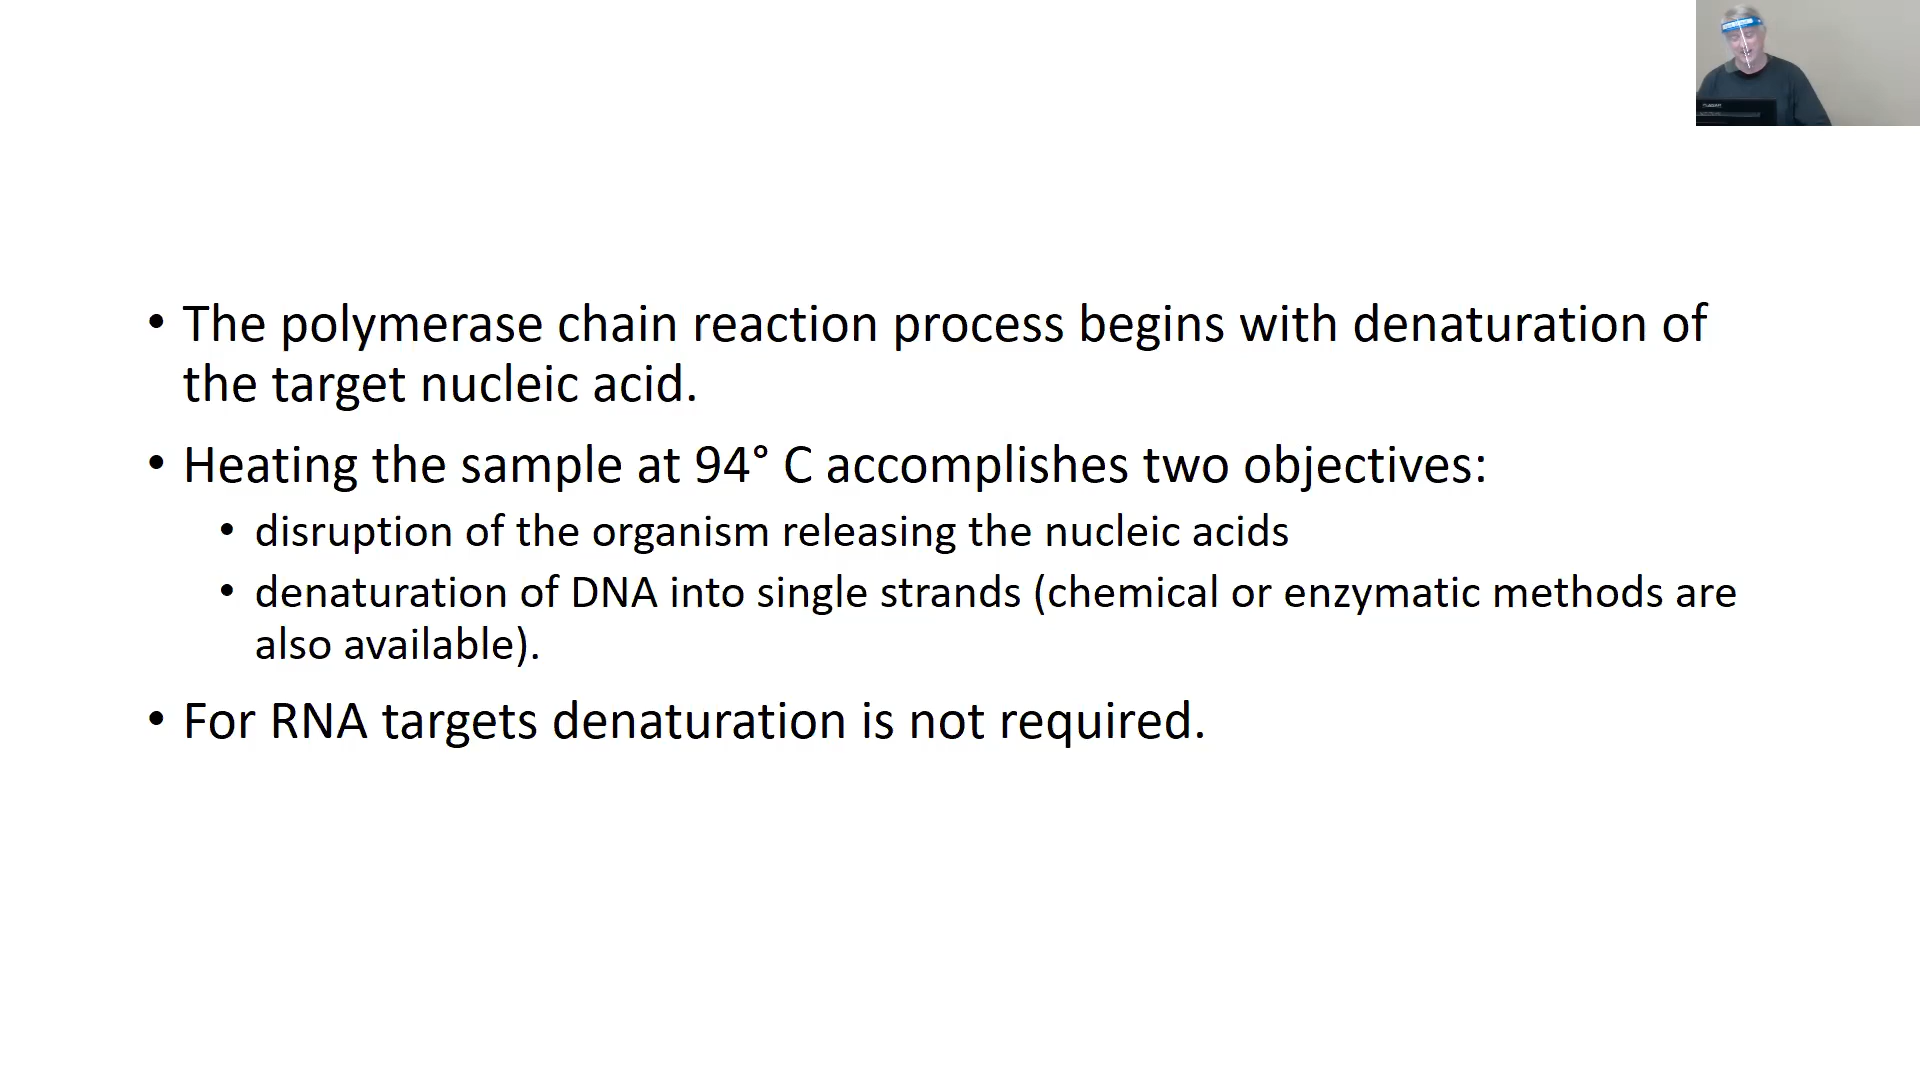 • The polymerase chain reaction process begins with denaturation of
the target nucleic acid.
• Heating the sample at 94° C accomplishes two objectives:
• disruption of the organism releasing the nucleic acids
• denaturation of DNA into single strands (chemical or enzymatic methods are
also available).
• For RNA targets denaturation is not required.